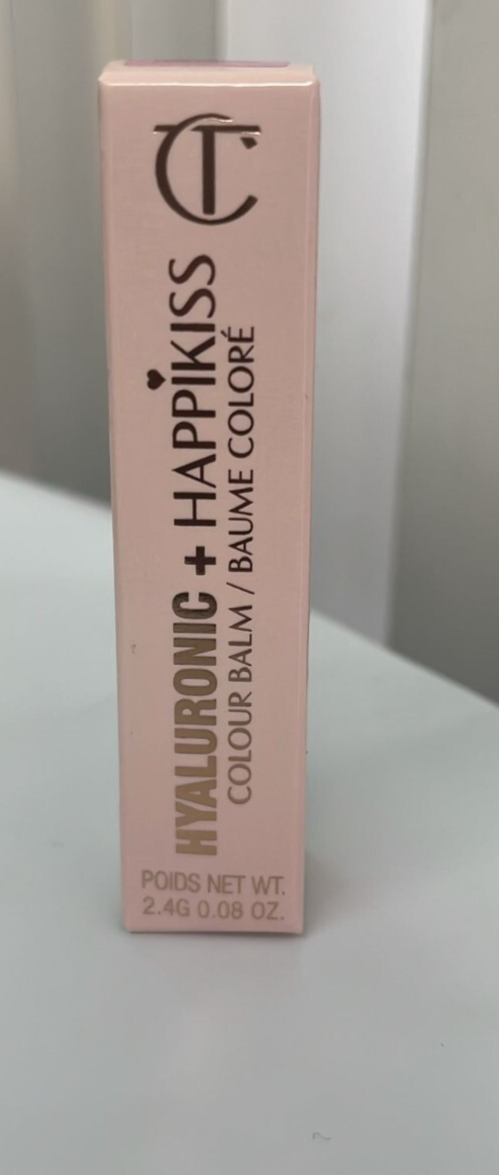 CT
HYALURONIC + HAPPiKISS
COLOUR BALM / BAUME COLORÉ
POIDS NET WT.
2.4G 0.08 OZ.